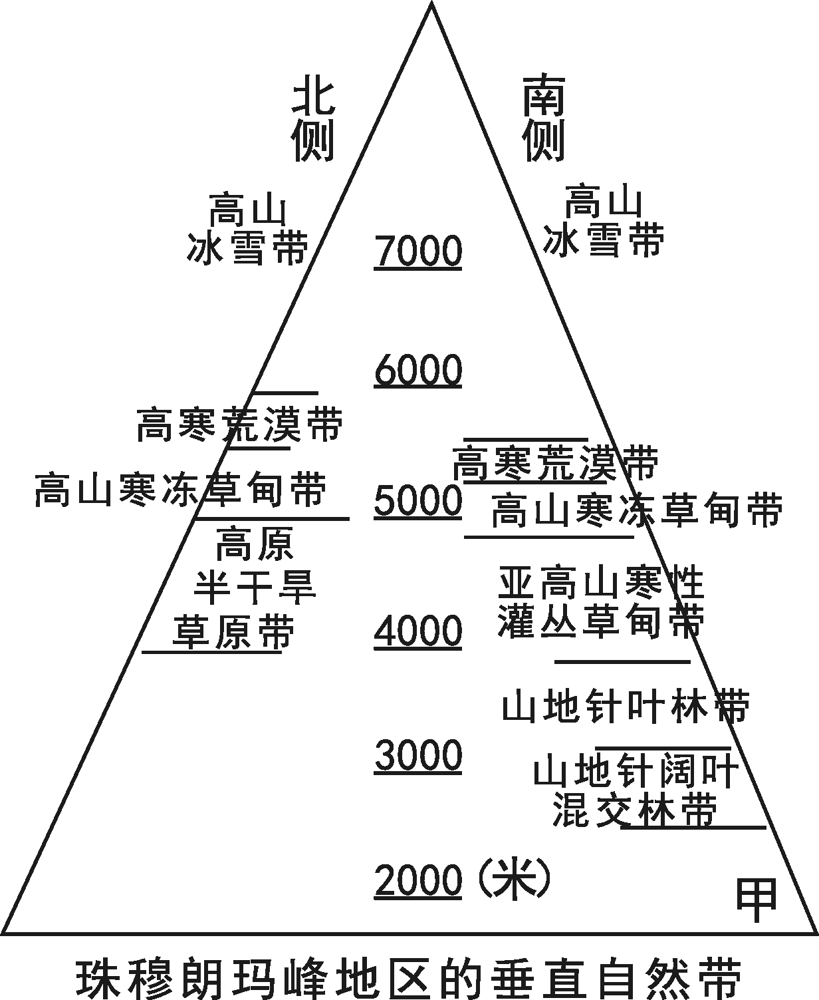 北侧
南侧
高山
冰雪带
高山
冰雪带
7000
6000
高寒荒漠带
高寒荒漠带
高山寒冻草甸带
5000
高山寒冻草甸带
高原
半干旱
草原带
亚高山寒性
灌丛草甸带
4000
山地针叶林带
3000
山地针阔叶
混交林带
2000(米)
甲
珠穆朗玛峰地区的垂直自然带